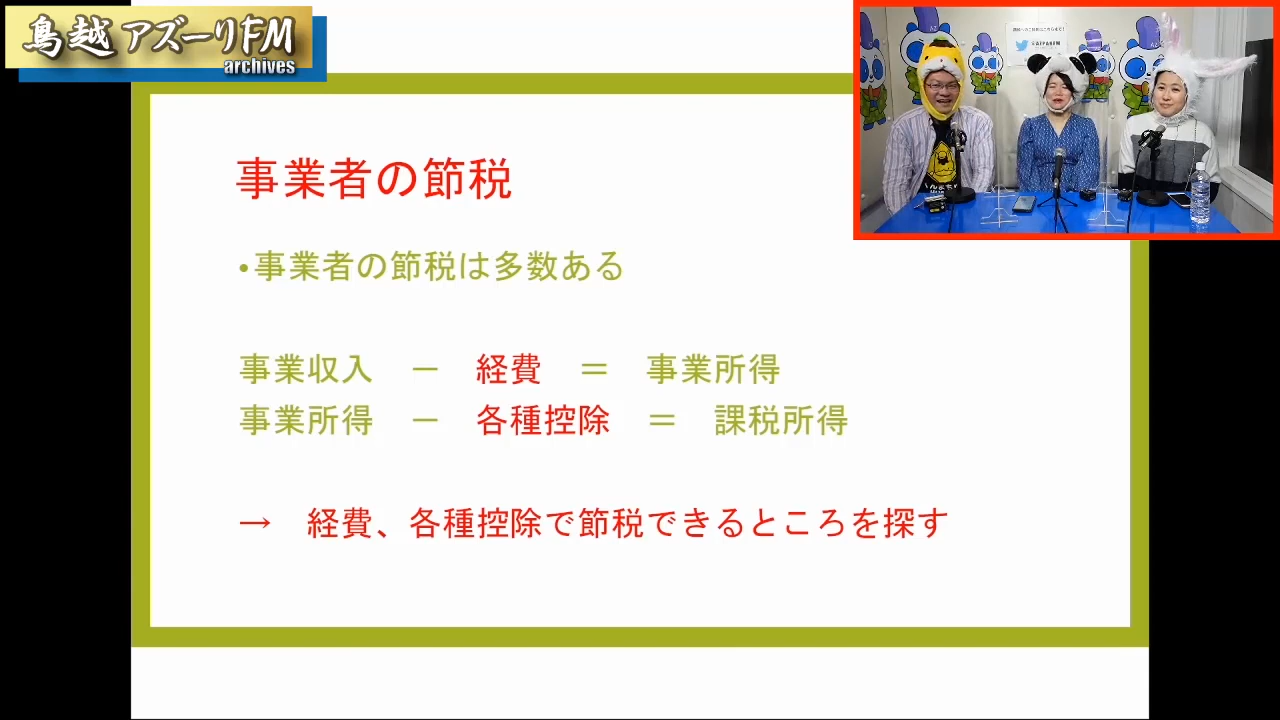 鳥越アズーリFM
archives
事業者の節税
•事業者の節税は多数ある
事業収入 － 経費 ＝ 事業所得
事業所得 － 各種控除 ＝ 課税所得
→ 経費、各種控除で節税できるところを探す